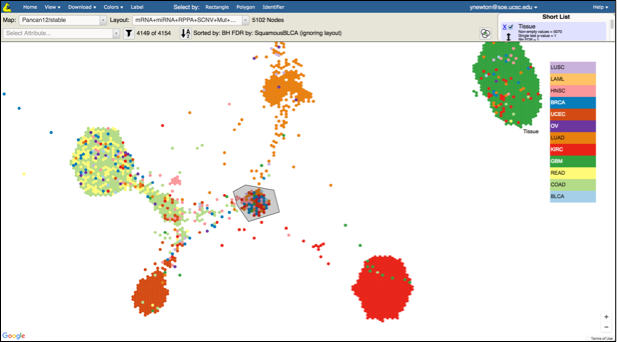 Home View Download Colors Label Select by: Rectangle Polygon Identifier ynewton@soe.ucsc.edu Help
Map: Pancan12/stable Layout: mRNA+miRNA+RPPA+SCNV+Mut+... 5102 Nodes
Select Attribute... 4149 of 4154 Sorted by: BH FDR by: SquamousBLCA (ignoring layout)
Short List
Tissue
Non-empty values = 5070
Single test p-value = 1
BH FDR = 1
Tissue
LUSC
LAML
HNSC
BRCA
UCEC
OV
LUAD
KIRC
GBM
READ
COAD
BLCA
+
−
Google
Terms of Use